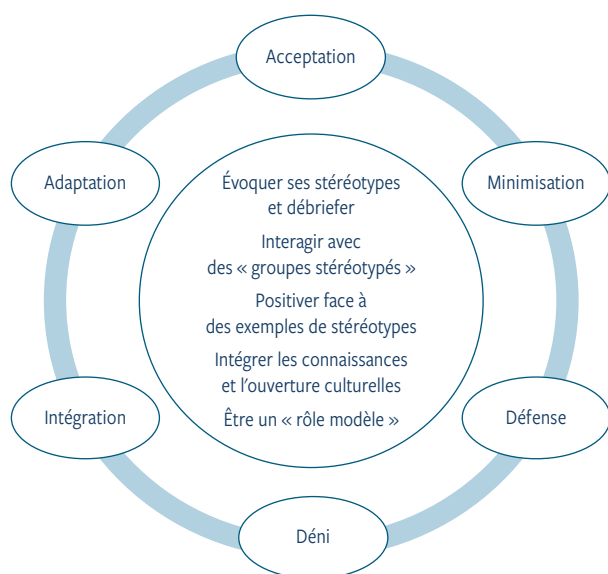 Acceptation
Adaptation
Minimisation
Évoquer ses stéréotypes
et débriefer
Interagir avec
des « groupes stéréotypés »
Positiver face à
des exemples de stéréotypes
Intégrer les connaissances
et l'ouverture culturelles
Être un « rôle modèle »
Intégration
Défense
Déni